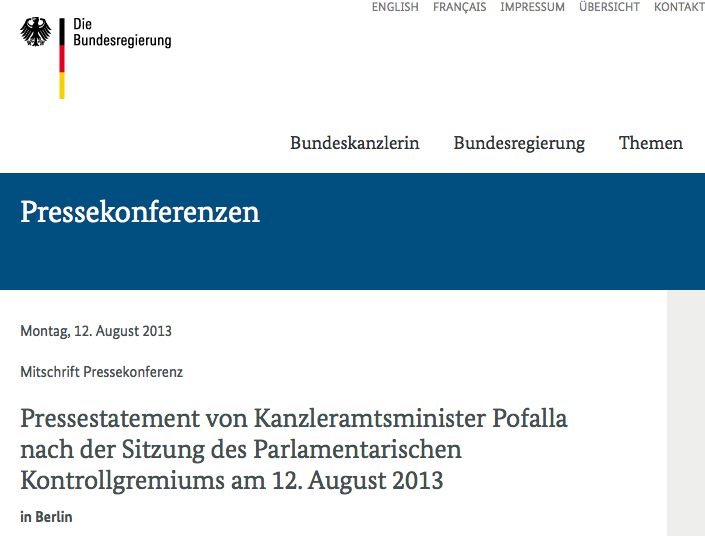 ENGLISH FRANÇAIS IMPRESSUM ÜBERSICHT KONTAKT
Die
Bundesregierung
Bundeskanzlerin Bundesregierung Themen
Pressekonferenzen
Montag, 12. August 2013
Mitschrift Pressekonferenz
Pressestatement von Kanzleramtsminister Pofalla
nach der Sitzung des Parlamentarischen
Kontrollgremiums am 12. August 2013
in Berlin